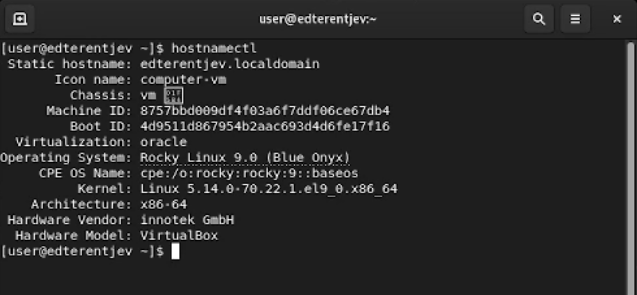 user@edterentjev:~
[user@edterentjev ~]$ hostnamectl
Static hostname: edterentjev.localdomain
Icon name: computer-vm
Chassis: vm
Machine ID: 8757bbd009df4f03a6f7ddf06ce67db4
Boot ID: 4d9511d867954b2aac693d4d6fe17f16
Virtualization: oracle
Operating System: Rocky Linux 9.0 (Blue Onyx)
CPE OS Name: cpe:/o:rocky:rocky:9::baseos
Kernel: Linux 5.14.0-70.22.1.el9_0.x86_64
Architecture: x86-64
Hardware Vendor: innotek GmbH
Hardware Model: VirtualBox
[user@edterentjev ~]$